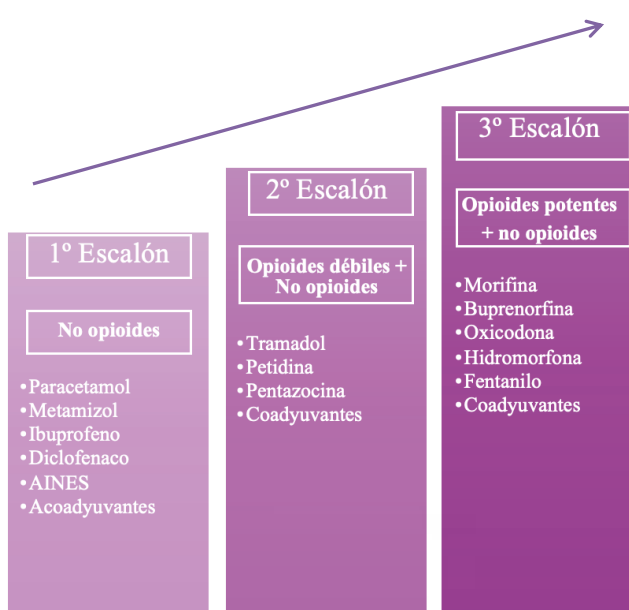 1º Escalón
No opioides
•Paracetamol
•Metamizol
•Ibuprofeno
•Diclofenaco
•AINES
•Acoadyuvantes
2º Escalón
Opioides débiles +
No opioides
•Tramadol
•Petidina
•Pentazocina
•Coadyuvantes
3º Escalón
Opioides potentes
+ no opioides
•Morifina
•Buprenorfina
•Oxicodona
•Hidromorfona
•Fentanilo
•Coadyuvantes